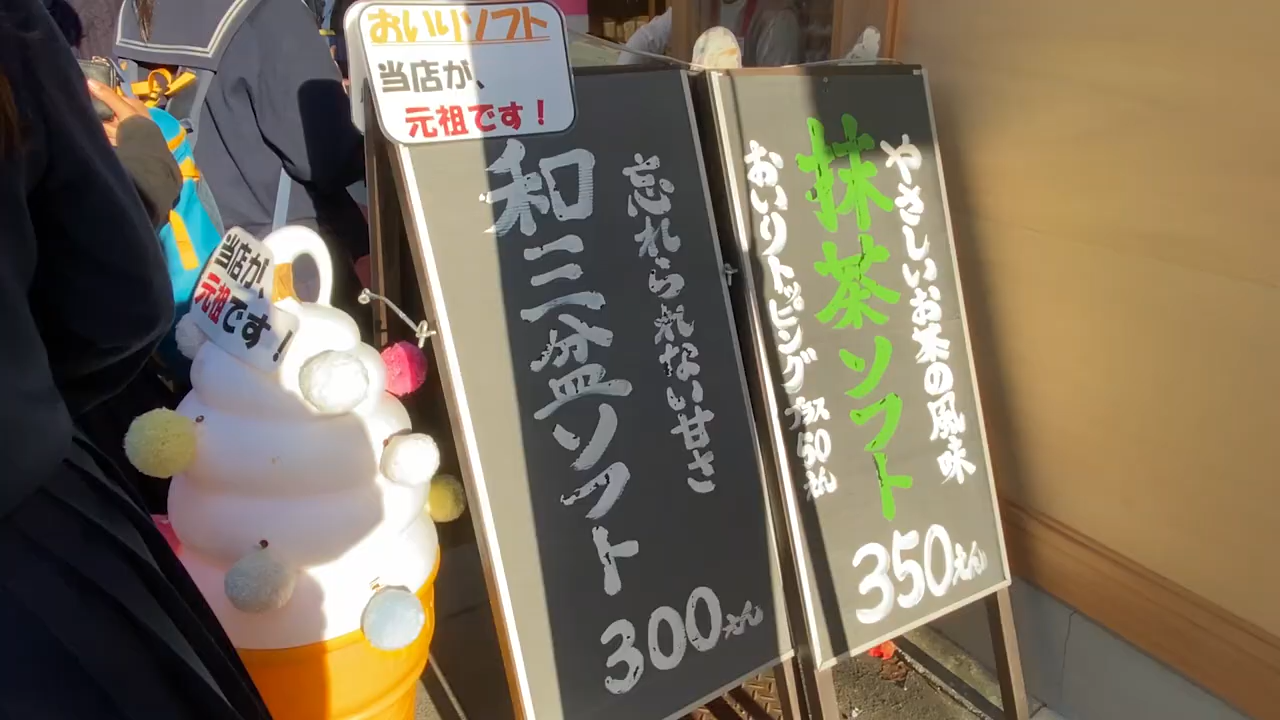 おいりソフト
当店が、
元祖です！
当店が、
元祖です！
忘れられない甘さ
和三盆ソフト
300えん
やさしいお茶の風味
抹茶ソフト
おいりトッピングプラス50えん
350えん